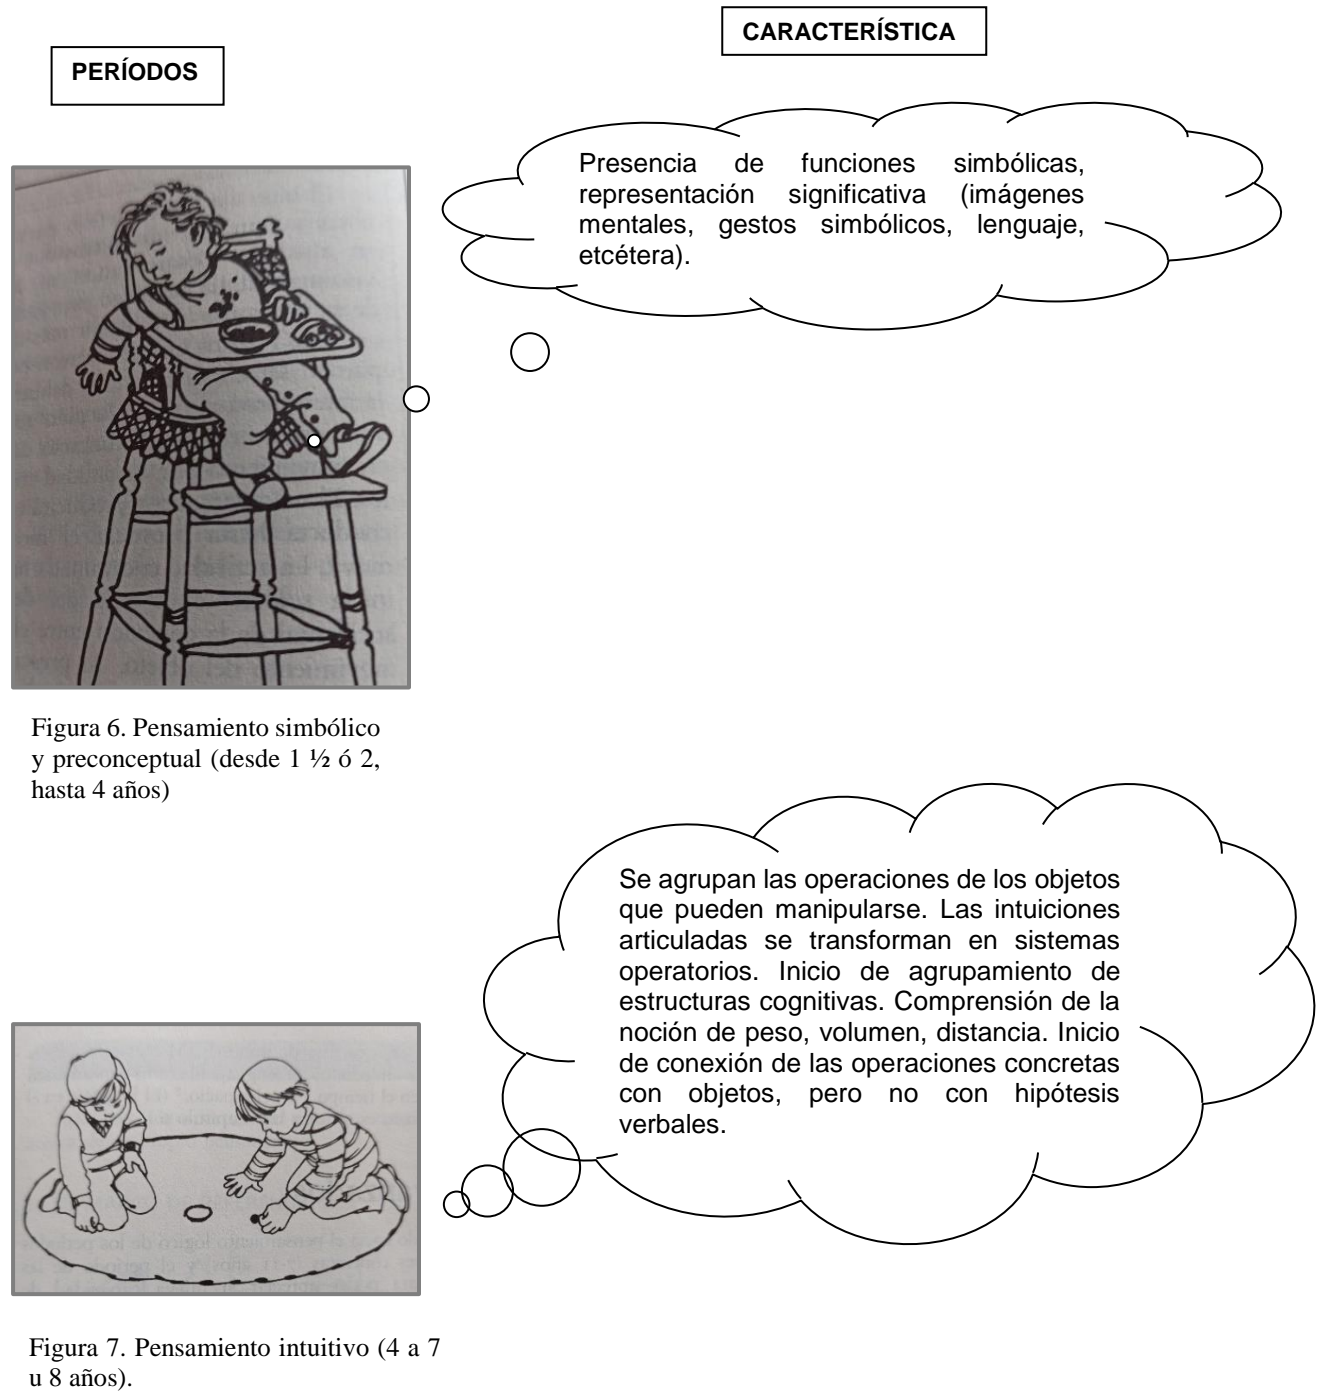 CARACTERÍSTICA
PERÍODOS
Presencia de funciones simbólicas,
representación significativa (imágenes
mentales, gestos simbólicos, lenguaje,
etcétera).
Figura 6. Pensamiento simbólico
y preconceptual (desde 1 ½ ó 2,
hasta 4 años)
Se agrupan las operaciones de los objetos
que pueden manipularse. Las intuiciones
articuladas se transforman en sistemas
operatorios. Inicio de agrupamiento de
estructuras cognitivas. Comprensión de la
noción de peso, volumen, distancia. Inicio
de conexión de las operaciones concretas
con objetos, pero no con hipótesis
verbales.
Figura 7. Pensamiento intuitivo (4 a 7
u 8 años).